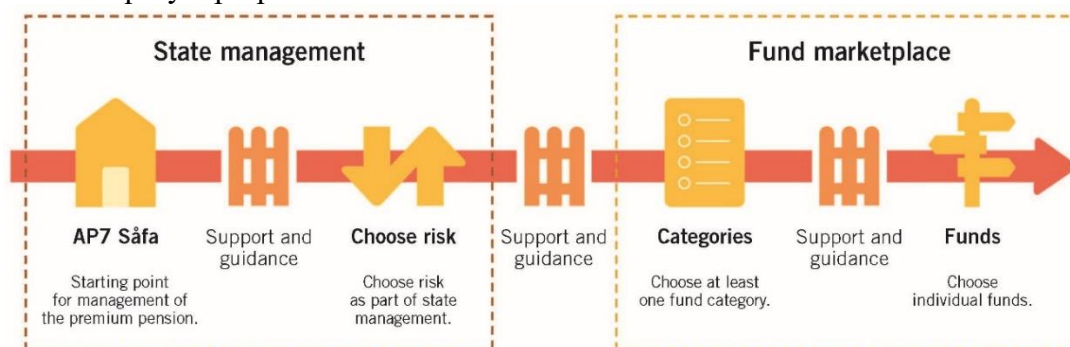 State management
Fund marketplace
AP7 Såfa
Starting point
for management of
the premium pension.
Support and
guidance
Choose risk
Choose risk
as part of state
management.
Support and
guidance
Categories
Choose at least
one fund category.
Support and
guidance
Funds
Choose
individual funds.